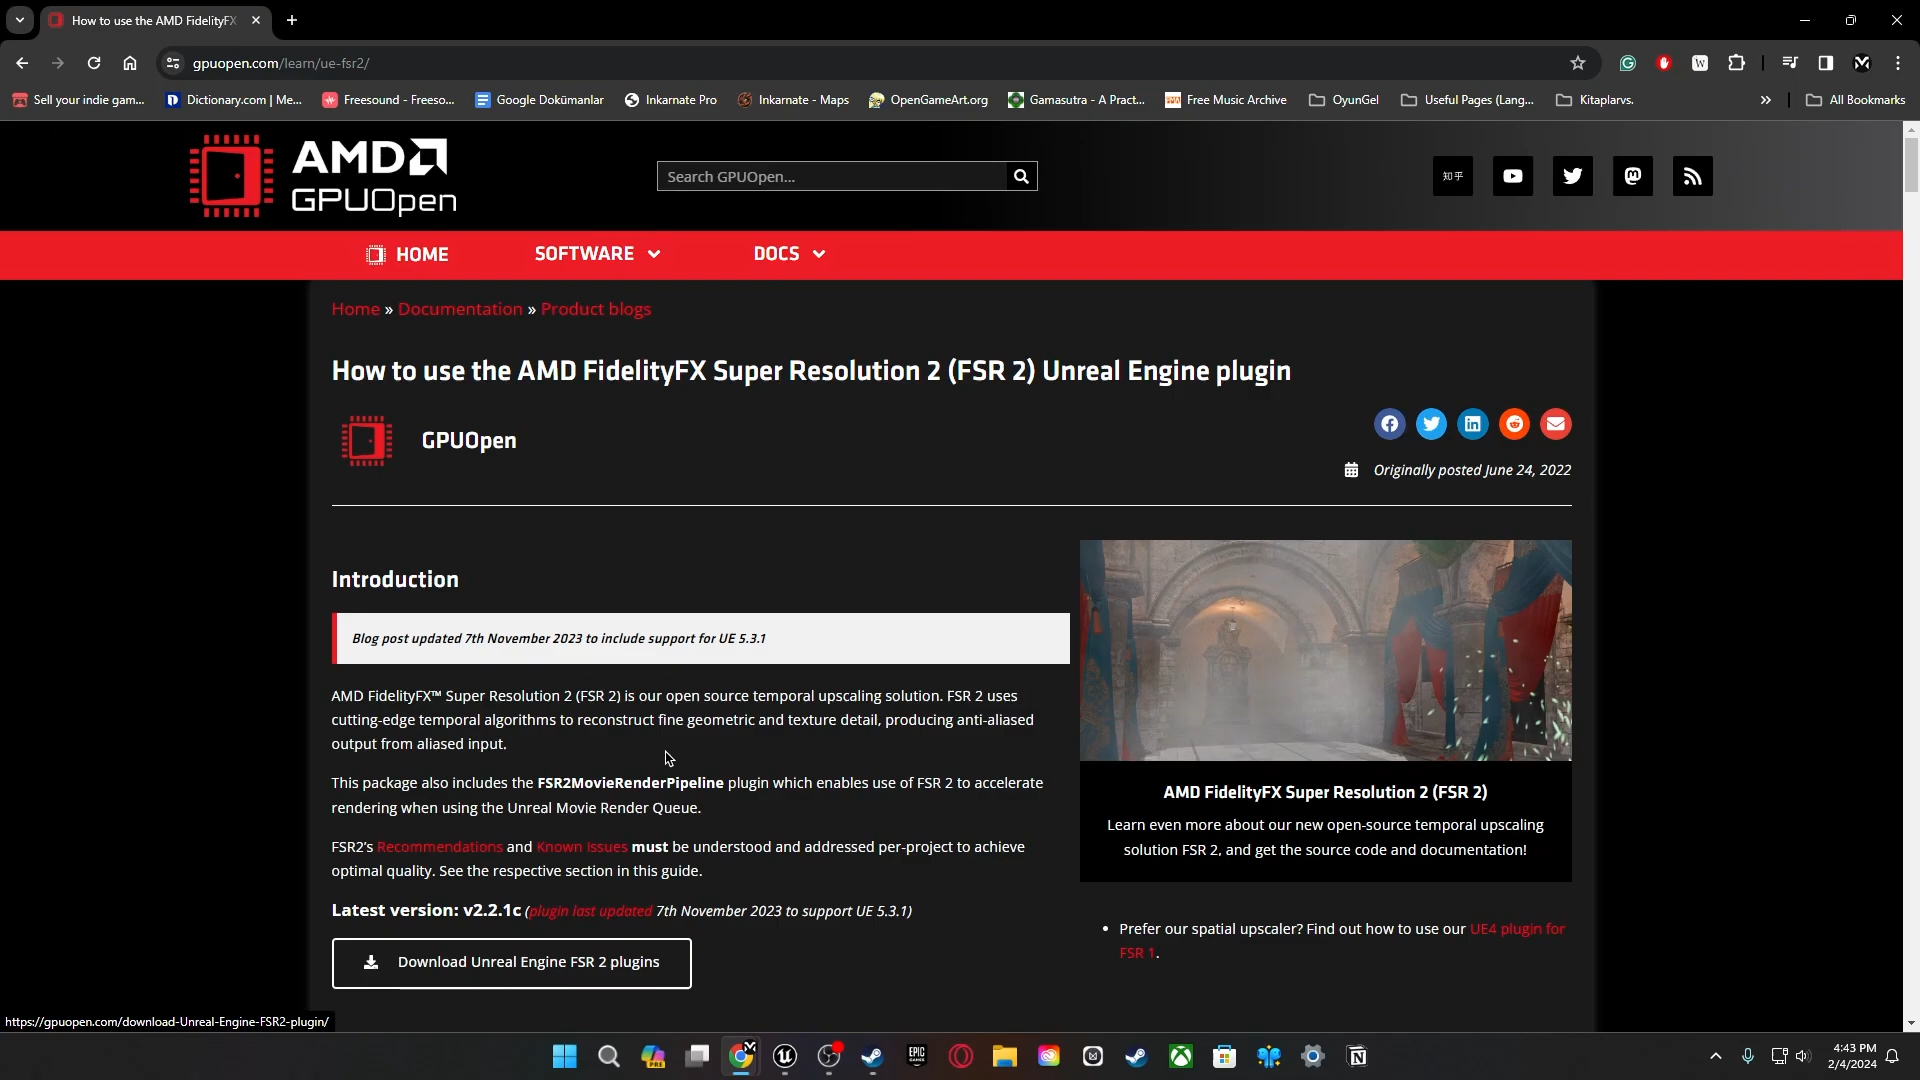 How to use the AMD FidelityFX
gpuopen.com/learn/ue-fsr2/
Sell your indie gam...
Dictionary.com | Me...
Freesound - Freeso...
Google Dokümanlar
Inkarnate Pro
Inkarnate - Maps
OpenGameArt.org
Gamasutra - A Pract...
Free Music Archive
OyunGel
Useful Pages (Lang...
Kitaplarvs.
All Bookmarks
AMD
GPUOpen
Search GPUOpen...
知乎
HOME
SOFTWARE
DOCS
Home » Documentation » Product blogs
How to use the AMD FidelityFX Super Resolution 2 (FSR 2) Unreal Engine plugin
GPUOpen
Originally posted June 24, 2022
Introduction
Blog post updated 7th November 2023 to include support for UE 5.3.1
AMD FidelityFX™ Super Resolution 2 (FSR 2) is our open source temporal upscaling solution. FSR 2 uses
cutting-edge temporal algorithms to reconstruct fine geometric and texture detail, producing anti-aliased
output from aliased input.
This package also includes the FSR2MovieRenderPipeline plugin which enables use of FSR 2 to accelerate
rendering when using the Unreal Movie Render Queue.
FSR2's Recommendations and Known Issues must be understood and addressed per-project to achieve
optimal quality. See the respective section in this guide.
Latest version: v2.2.1c (plugin last updated 7th November 2023 to support UE 5.3.1)
Download Unreal Engine FSR 2 plugins
AMD FidelityFX Super Resolution 2 (FSR 2)
Learn even more about our new open-source temporal upscaling
solution FSR 2, and get the source code and documentation!
Prefer our spatial upscaler? Find out how to use our UE4 plugin for
FSR 1.
https://gpuopen.com/download-Unreal-Engine-FSR2-plugin/
PRE
EPIC
GAMES
4:43 PM
2/4/2024